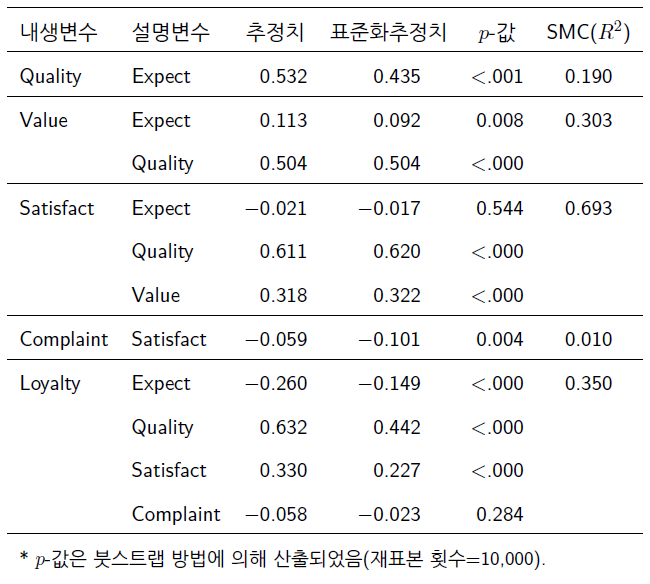 내생변수 설명변수 추정치 표준화추정치 p-값 SMC(R²)
Quality Expect 0.532 0.435 <.001 0.190
Value Expect 0.113 0.092 0.008 0.303
Quality 0.504 0.504 <.000
Satisfact Expect −0.021 −0.017 0.544 0.693
Quality 0.611 0.620 <.000
Value 0.318 0.322 <.000
Complaint Satisfact −0.059 −0.101 0.004 0.010
Loyalty Expect −0.260 −0.149 <.000 0.350
Quality 0.632 0.442 <.000
Satisfact 0.330 0.227 <.000
Complaint −0.058 −0.023 0.284
* p-값은 붓스트랩 방법에 의해 산출되었음(재표본 횟수=10,000).